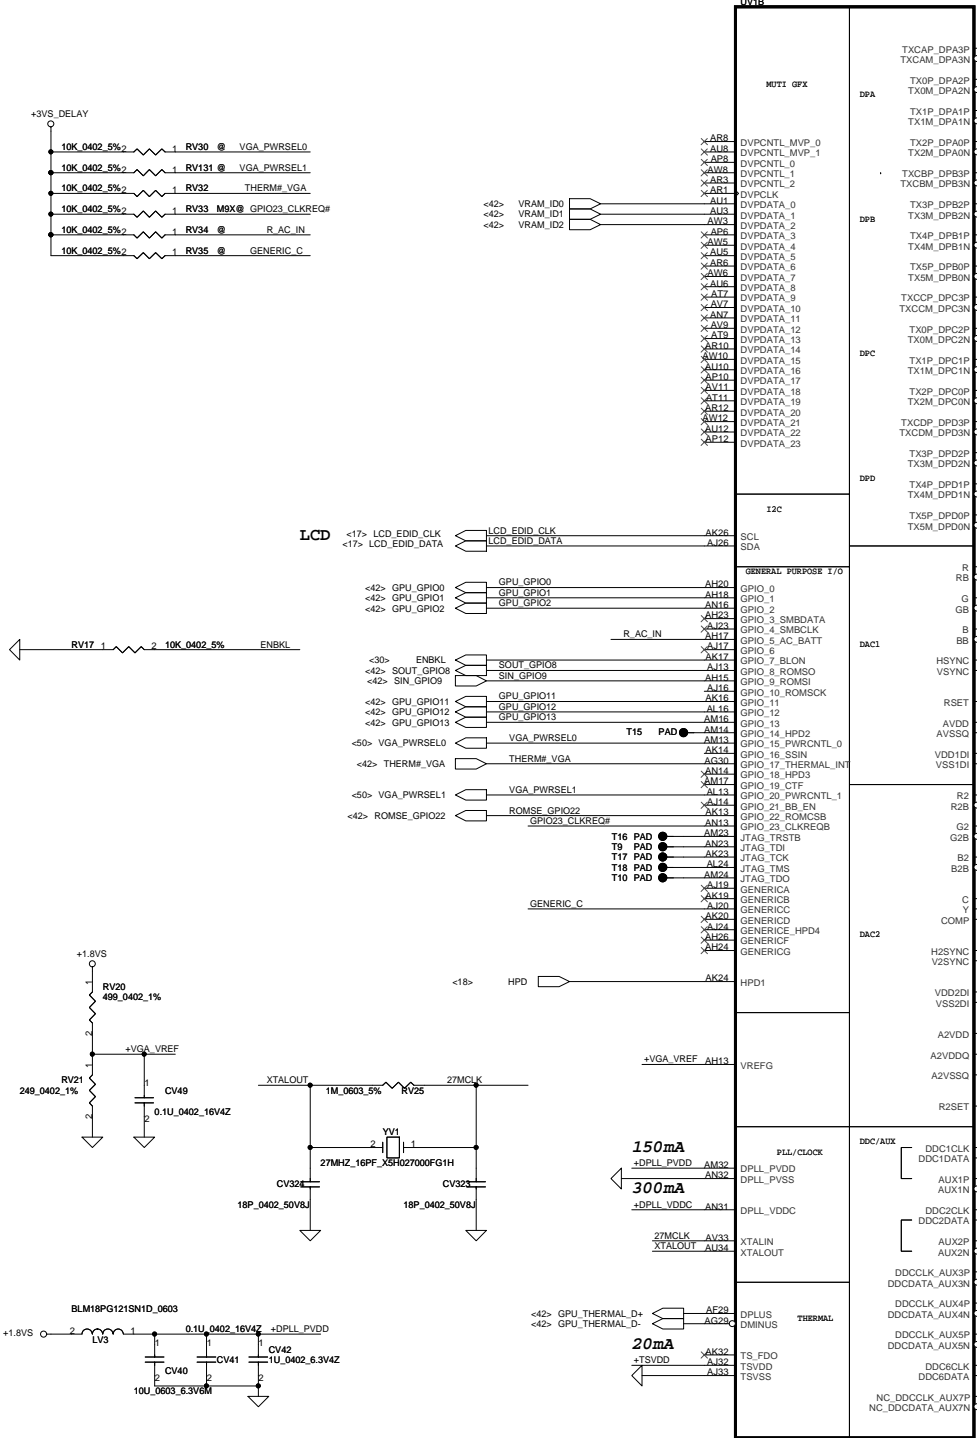 UV1B
MUTI GFX
DPA
TXCAP_DPA3P
TXCAM_DPA3N
TX0P_DPA2P
TX0M_DPA2N
TX1P_DPA1P
TX1M_DPA1N
TX2P_DPA0P
TX2M_DPA0N
DPB
TXCBP_DPB3P
TXCBM_DPB3N
TX3P_DPB2P
TX3M_DPB2N
TX4P_DPB1P
TX4M_DPB1N
TX5P_DPB0P
TX5M_DPB0N
DPC
TXCCP_DPC3P
TXCCM_DPC3N
TX0P_DPC2P
TX0M_DPC2N
TX1P_DPC1P
TX1M_DPC1N
TX2P_DPC0P
TX2M_DPC0N
DPD
TXCDP_DPD3P
TXCDM_DPD3N
TX3P_DPD2P
TX3M_DPD2N
TX4P_DPD1P
TX4M_DPD1N
TX5P_DPD0P
TX5M_DPD0N
+3VS_DELAY
10K_0402_5% 2 1 RV30 @ VGA_PWRSEL0
10K_0402_5% 2 1 RV131 @ VGA_PWRSEL1
10K_0402_5% 2 1 RV32 THERM#_VGA
10K_0402_5% 2 1 RV33 M9X@ GPIO23_CLKREQ#
10K_0402_5% 2 1 RV34 @ R_AC_IN
10K_0402_5% 2 1 RV35 @ GENERIC_C
AR8 DVPCNTL_MVP_0
AU8 DVPCNTL_MVP_1
AP8 DVPCNTL_0
AW8 DVPCNTL_1
AR3 DVPCNTL_2
AR1 DVPCLK
<42> VRAM_ID0 AU1 DVPDATA_0
<42> VRAM_ID1 AU3 DVPDATA_1
<42> VRAM_ID2 AW3 DVPDATA_2
AP6 DVPDATA_3
AW5 DVPDATA_4
AU5 DVPDATA_5
AR6 DVPDATA_6
AW6 DVPDATA_7
AU6 DVPDATA_8
AT7 DVPDATA_9
AV7 DVPDATA_10
AN7 DVPDATA_11
AV9 DVPDATA_12
AT9 DVPDATA_13
AR10 DVPDATA_14
AW10 DVPDATA_15
AU10 DVPDATA_16
AP10 DVPDATA_17
AV11 DVPDATA_18
AT11 DVPDATA_19
AR12 DVPDATA_20
AW12 DVPDATA_21
AU12 DVPDATA_22
AP12 DVPDATA_23
I2C
LCD <17> LCD_EDID_CLK LCD_EDID_CLK AK26 SCL
<17> LCD_EDID_DATA LCD_EDID_DATA AJ26 SDA
GENERAL PURPOSE I/O
<42> GPU_GPIO0 GPU_GPIO0 AH20 GPIO_0
<42> GPU_GPIO1 GPU_GPIO1 AH18 GPIO_1
<42> GPU_GPIO2 GPU_GPIO2 AN16 GPIO_2
AH23 GPIO_3_SMBDATA
AJ23 GPIO_4_SMBCLK
R_AC_IN AH17 GPIO_5_AC_BATT
AJ17 GPIO_6
RV17 1 2 10K_0402_5% ENBKL
<30> ENBKL AK17 GPIO_7_BLON
<42> SOUT_GPIO8 SOUT_GPIO8 AJ13 GPIO_8_ROMSO
<42> SIN_GPIO9 SIN_GPIO9 AH15 GPIO_9_ROMSI
AJ16 GPIO_10_ROMSCK
<42> GPU_GPIO11 GPU_GPIO11 AK16 GPIO_11
<42> GPU_GPIO12 GPU_GPIO12 AL16 GPIO_12
<42> GPU_GPIO13 GPU_GPIO13 AM16 GPIO_13
T15 PAD AM14 GPIO_14_HPD2
<50> VGA_PWRSEL0 VGA_PWRSEL0 AM13 GPIO_15_PWRCNTL_0
AK14 GPIO_16_SSIN
<42> THERM#_VGA THERM#_VGA AG30 GPIO_17_THERMAL_INT
AN14 GPIO_18_HPD3
AM17 GPIO_19_CTF
<50> VGA_PWRSEL1 VGA_PWRSEL1 AL13 GPIO_20_PWRCNTL_1
AJ14 GPIO_21_BB_EN
<42> ROMSE_GPIO22 ROMSE_GPIO22 AK13 GPIO_22_ROMCSB
GPIO23_CLKREQ# AN13 GPIO_23_CLKREQB
T16 PAD AM23 JTAG_TRSTB
T9 PAD AN23 JTAG_TDI
T17 PAD AK23 JTAG_TCK
T18 PAD AL24 JTAG_TMS
T10 PAD AM24 JTAG_TDO
AJ19 GENERICA
AK19 GENERICB
GENERIC_C AJ20 GENERICC
AK20 GENERICD
AJ24 GENERICE_HPD4
AH26 GENERICF
AH24 GENERICG
<18> HPD AK24 HPD1
DAC1
R
RB
G
GB
B
BB
HSYNC
VSYNC
RSET
AVDD
AVSSQ
VDD1DI
VSS1DI
DAC2
R2
R2B
G2
G2B
B2
B2B
C
Y
COMP
H2SYNC
V2SYNC
VDD2DI
VSS2DI
A2VDD
A2VDDQ
A2VSSQ
R2SET
+1.8VS
1
RV20
499_0402_1%
2
+VGA_VREF
1
RV21
249_0402_1%
2
1
CV49
0.1U_0402_16V4Z
2
+VGA_VREF AH13 VREFG
XTALOUT 27MCLK
1M_0603_5% RV25
YV1
2 1
27MHZ_16PF_X5H027000FG1H
CV324
18P_0402_50V8J
CV323
18P_0402_50V8J
PLL/CLOCK
150mA
+DPLL_PVDD AM32 DPLL_PVDD
AN32 DPLL_PVSS
300mA
+DPLL_VDDC AN31 DPLL_VDDC
27MCLK AV33 XTALIN
XTALOUT AU34 XTALOUT
DDC/AUX
DDC1CLK
DDC1DATA
AUX1P
AUX1N
DDC2CLK
DDC2DATA
AUX2P
AUX2N
DDCCLK_AUX3P
DDCDATA_AUX3N
DDCCLK_AUX4P
DDCDATA_AUX4N
DDCCLK_AUX5P
DDCDATA_AUX5N
DDC6CLK
DDC6DATA
NC_DDCCLK_AUX7P
NC_DDCDATA_AUX7N
THERMAL
<42> GPU_THERMAL_D+ AF29 DPLUS
<42> GPU_THERMAL_D- AG29 DMINUS
20mA
AK32 TS_FDO
+TSVDD AJ32 TSVDD
AJ33 TSVSS
BLM18PG121SN1D_0603
+1.8VS 2 1 +DPLL_PVDD
LV3
0.1U_0402_16V4Z
1
CV40
2
10U_0603_6.3V6M
1
CV41
2
1
CV42
1U_0402_6.3V4Z
2